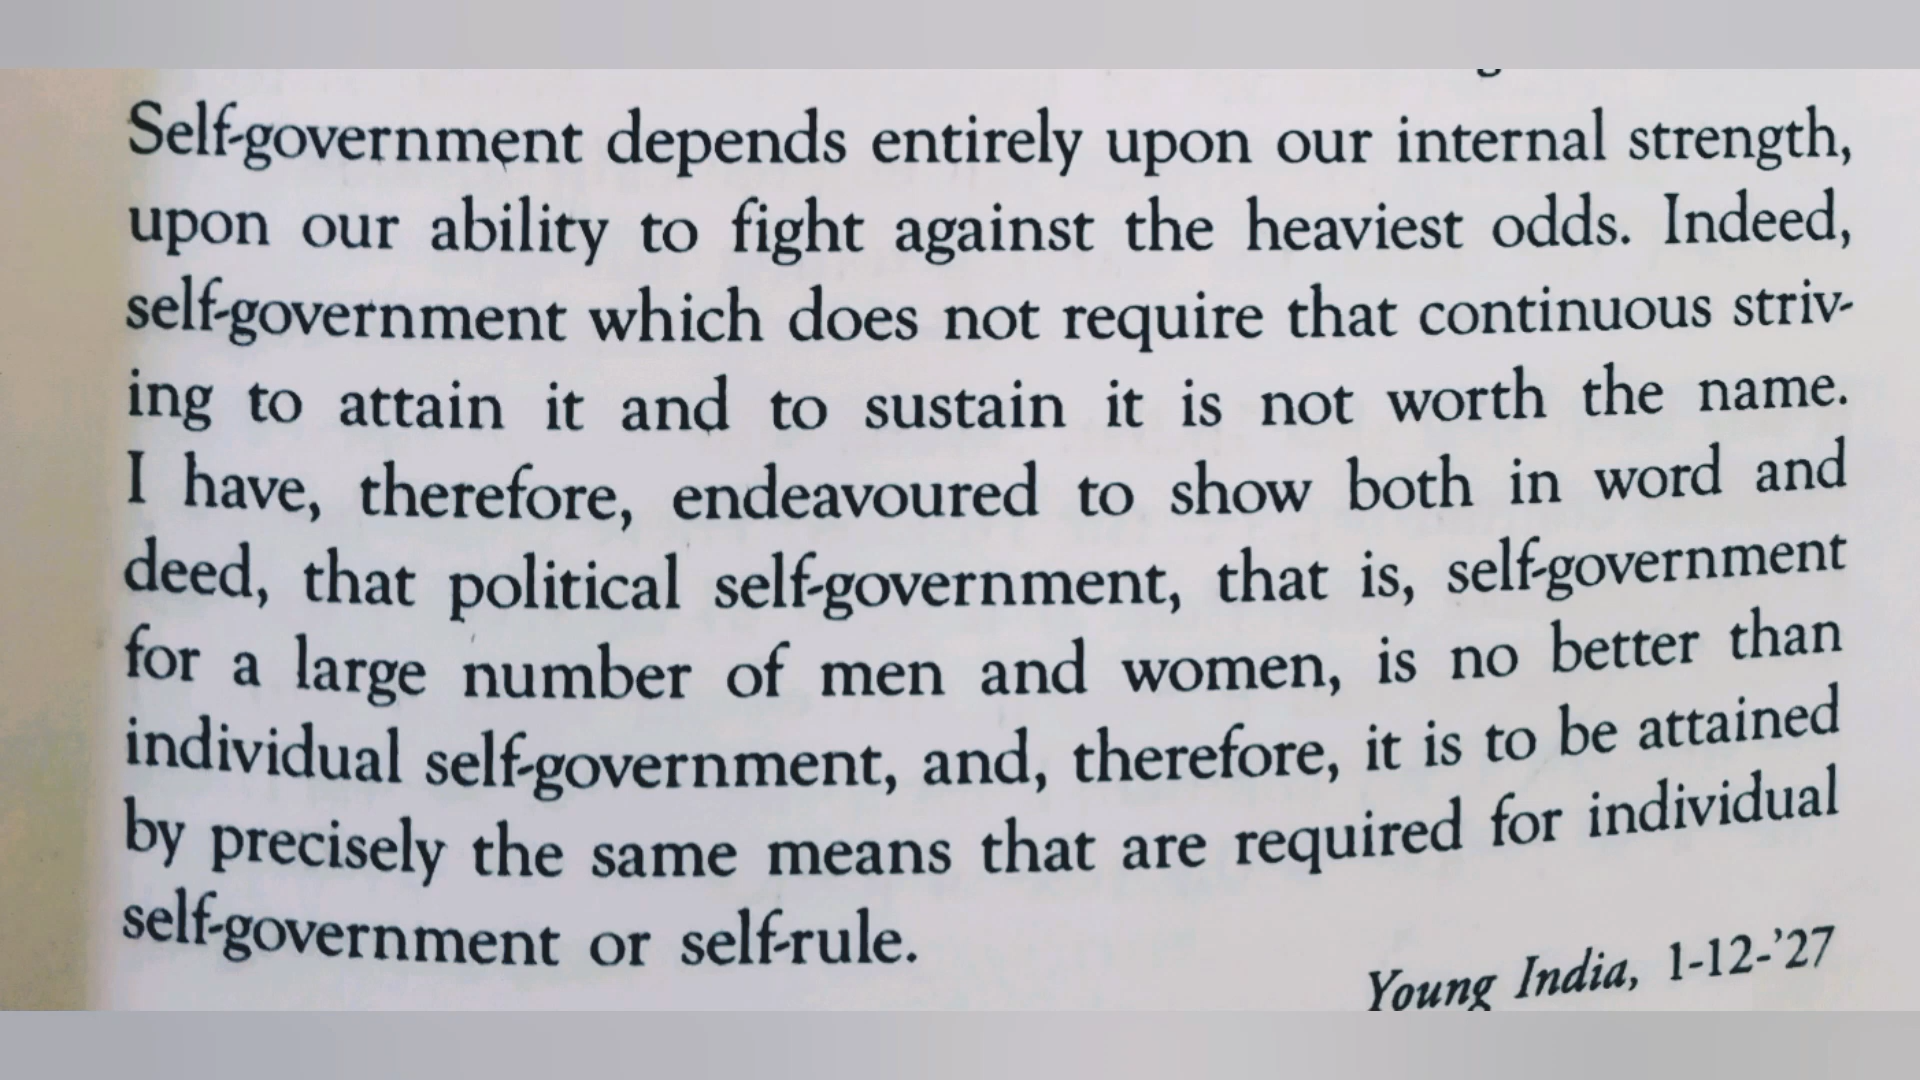 Self-government depends entirely upon our internal strength,
upon our ability to fight against the heaviest odds. Indeed,
self-government which does not require that continuous striv-
ing to attain it and to sustain it is not worth the name.
I have, therefore, endeavoured to show both in word and
deed, that political self-government, that is, self-government
for a large number of men and women, is no better than
individual self-government, and, therefore, it is to be attained
by precisely the same means that are required for individual
self-government or self-rule.
Young India, 1-12-'27